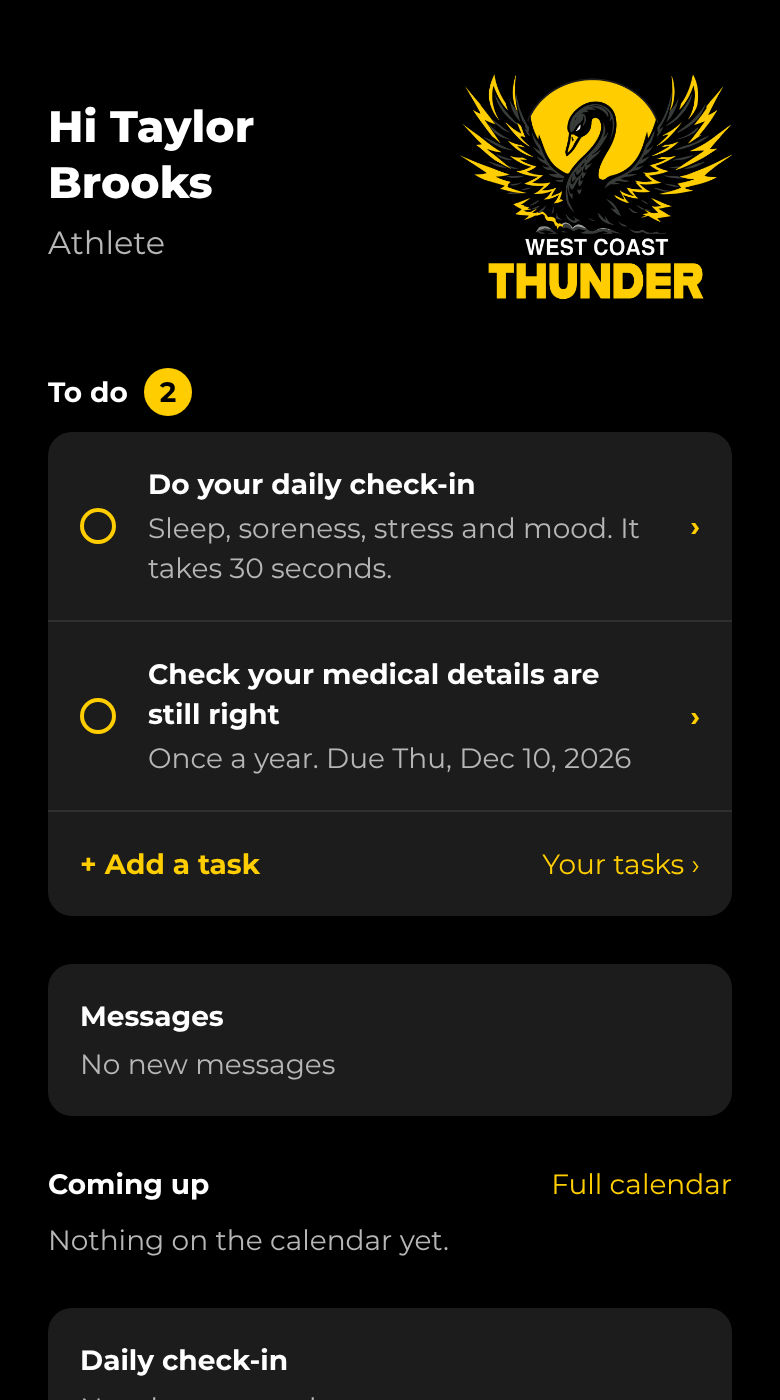 Hi Taylor
Brooks
Athlete
WEST COAST
THUNDER
To do 2
Do your daily check-in
Sleep, soreness, stress and mood. It
takes 30 seconds.
›
Check your medical details are
still right
›
Once a year. Due Thu, Dec 10, 2026
+ Add a task
Your tasks ›
Messages
No new messages
Coming up
Full calendar
Nothing on the calendar yet.
Daily check-in